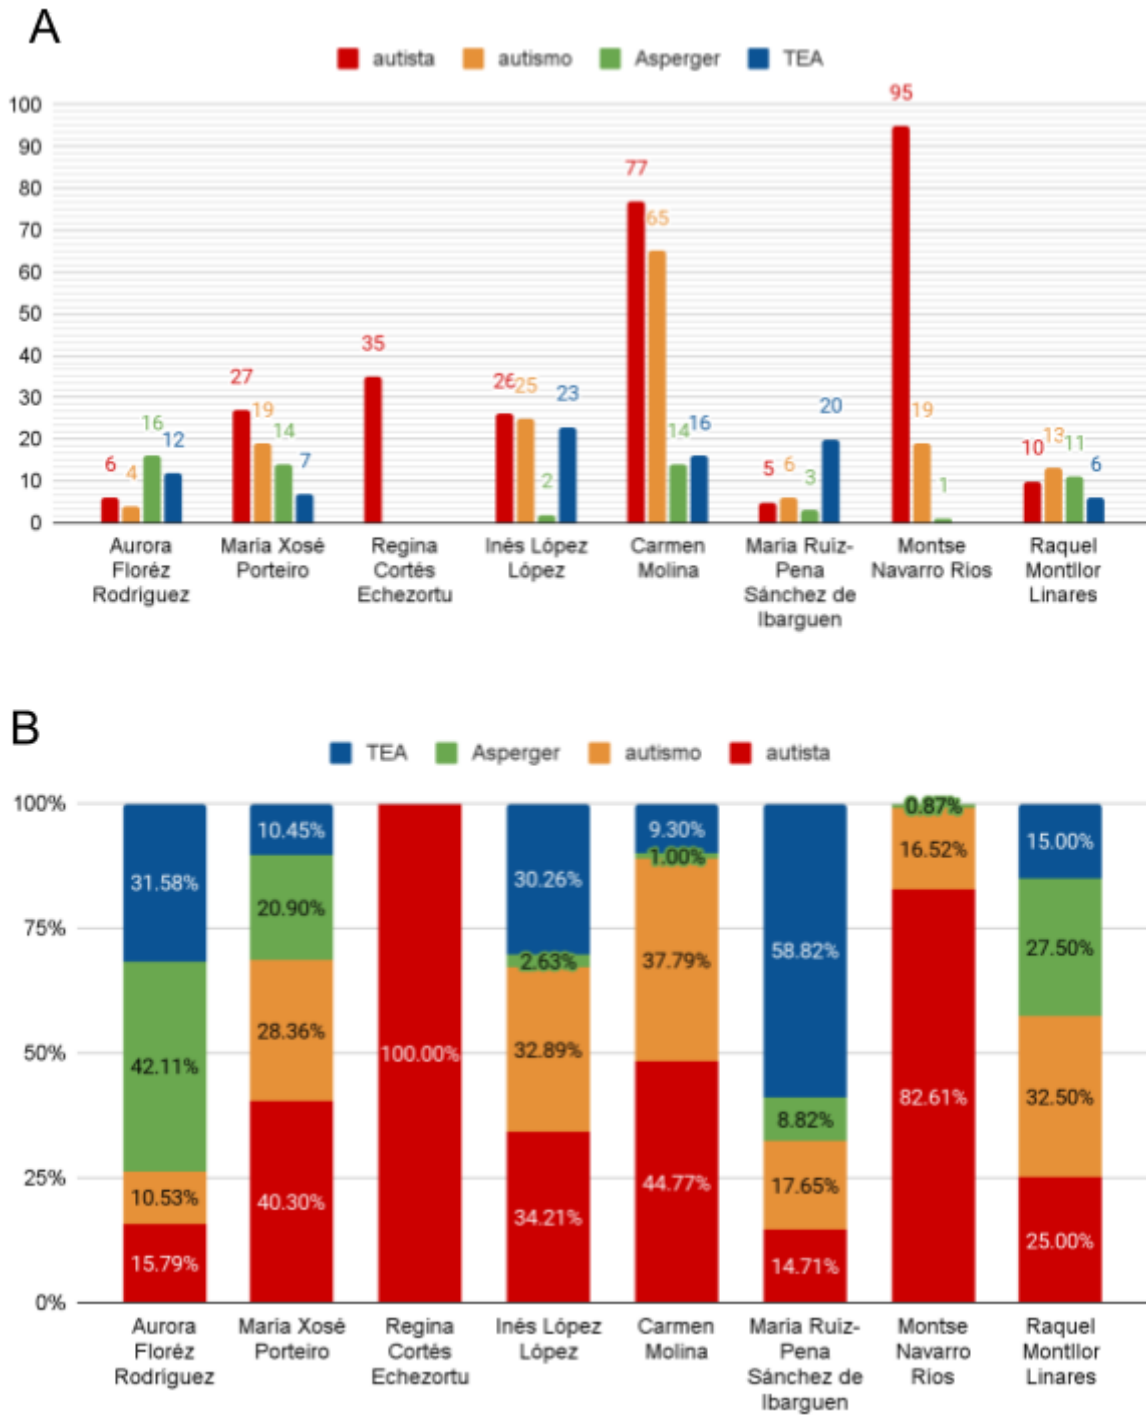 A
autista autismo Asperger TEA
100
90
80
70
60
50
40
30
20
10
0
6 4 16 12
27 19 14 7
35
26 25 2 23
77 65 14 16
5 6 3 20
95 19 1
10 13 11 6
Aurora
Floréz
Rodríguez
Maria Xosé
Porteiro
Regina
Cortés
Echezortu
Inés López
López
Carmen
Molina
Maria Ruiz-
Pena
Sánchez de
Ibarguen
Montse
Navarro Ríos
Raquel
Montllor
Linares
B
TEA Asperger autismo autista
100%
75%
50%
25%
0%
31.58%
42.11%
10.53%
15.79%
10.45%
20.90%
28.36%
40.30%
100.00%
30.26%
2.63%
32.89%
34.21%
9.30%
1.00%
37.79%
44.77%
58.82%
8.82%
17.65%
14.71%
0.87%
16.52%
82.61%
15.00%
27.50%
32.50%
25.00%
Aurora
Floréz
Rodríguez
Maria Xosé
Porteiro
Regina
Cortés
Echezortu
Inés López
López
Carmen
Molina
Maria Ruiz-
Pena
Sánchez de
Ibarguen
Montse
Navarro
Ríos
Raquel
Montllor
Linares